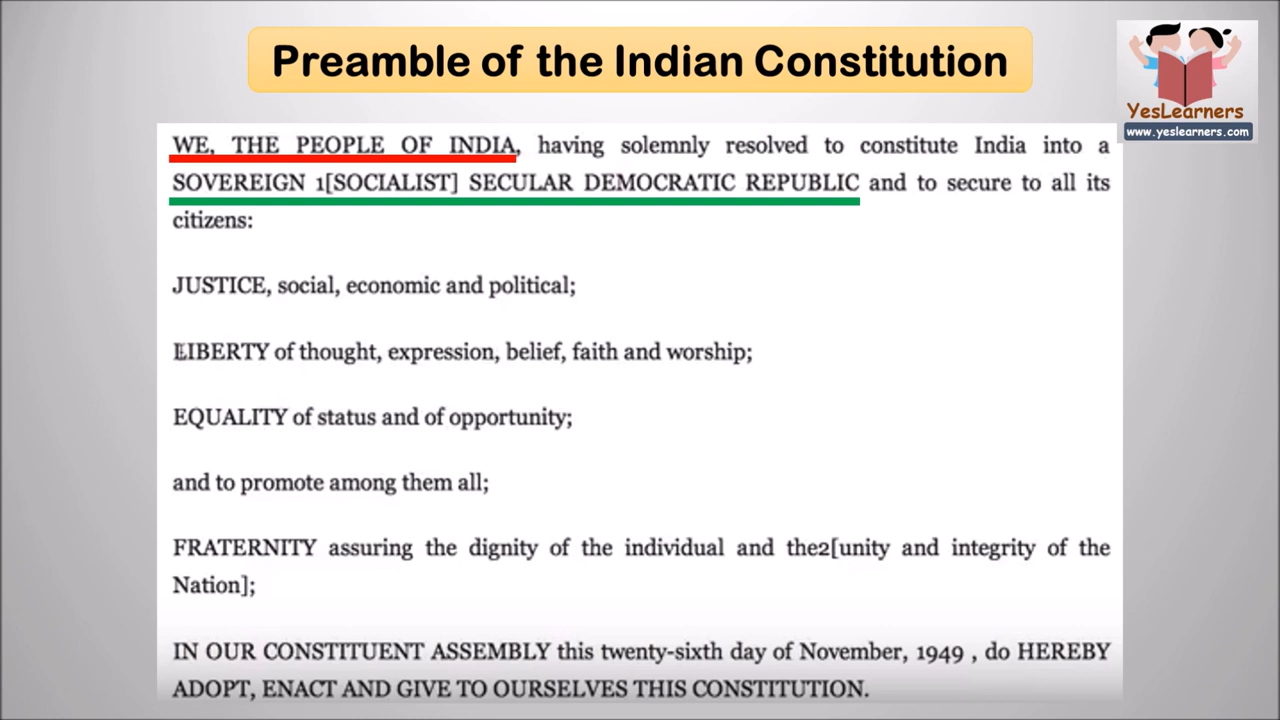 Preamble of the Indian Constitution
YesLearners
www.yeslearners.com
WE, THE PEOPLE OF INDIA, having solemnly resolved to constitute India into a
SOVEREIGN 1[SOCIALIST] SECULAR DEMOCRATIC REPUBLIC and to secure to all its
citizens:
JUSTICE, social, economic and political;
LIBERTY of thought, expression, belief, faith and worship;
EQUALITY of status and of opportunity;
and to promote among them all;
FRATERNITY assuring the dignity of the individual and the2[unity and integrity of the
Nation];
IN OUR CONSTITUENT ASSEMBLY this twenty-sixth day of November, 1949 , do HEREBY
ADOPT, ENACT AND GIVE TO OURSELVES THIS CONSTITUTION.